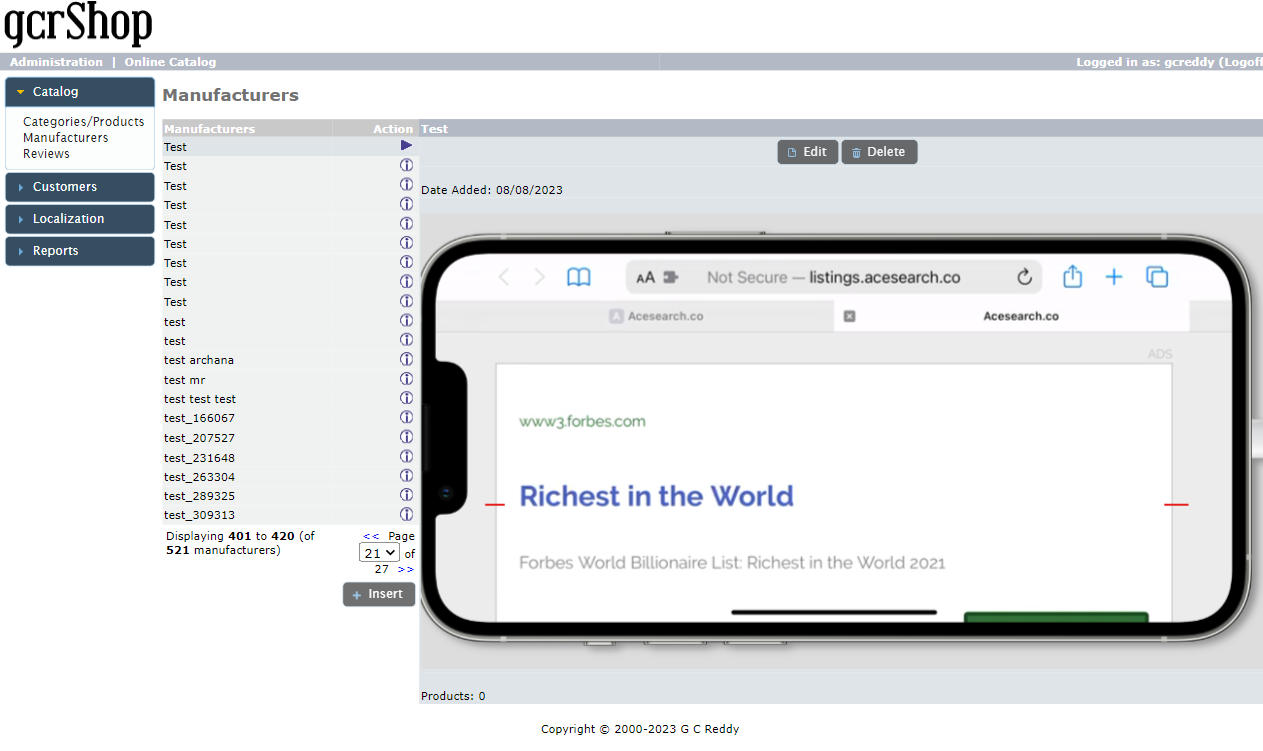 gcrShop
Administration | Online Catalog
Logged in as: gcreddy (Logoff
Catalog
Categories/Products
Manufacturers
Reviews
Customers
Localization
Reports
Manufacturers
Manufacturers Action
Test
Test
Test
Test
Test
Test
Test
Test
Test
test
test
test archana
test mr
test test test
test_166067
test_207527
test_231648
test_263304
test_289325
test_309313
Displaying 401 to 420 (of
521 manufacturers)
<< Page
21 of
27 >>
Insert
Test
Edit Delete
Date Added: 08/08/2023
AA Not Secure — listings.acesearch.co
A Acesearch.co
Acesearch.co
ADS
www3.forbes.com
Richest in the World
Forbes World Billionaire List: Richest in the World 2021
Products: 0
Copyright © 2000-2023 G C Reddy